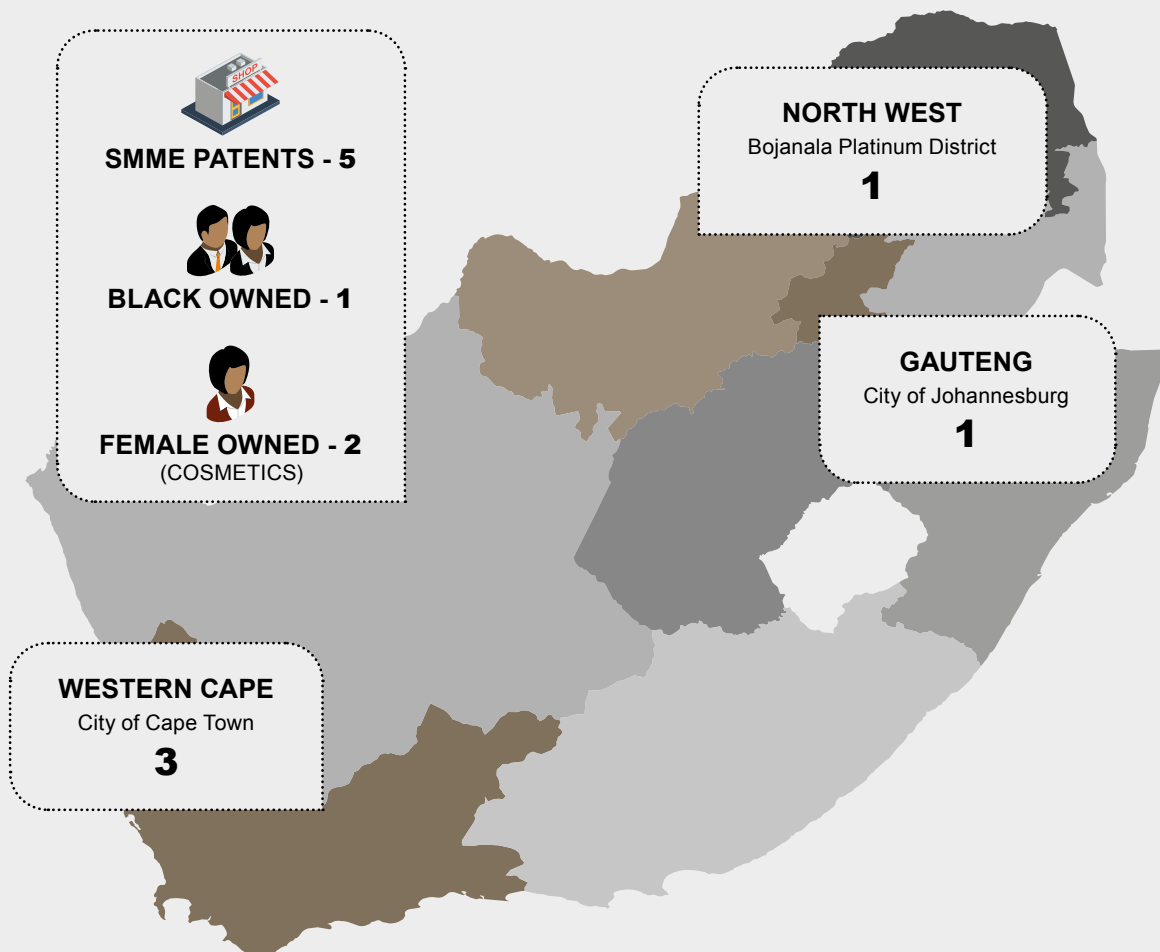 SHOP
SMME PATENTS - 5
BLACK OWNED - 1
FEMALE OWNED - 2
(COSMETICS)
NORTH WEST
Bojanala Platinum District
1
GAUTENG
City of Johannesburg
1
WESTERN CAPE
City of Cape Town
3